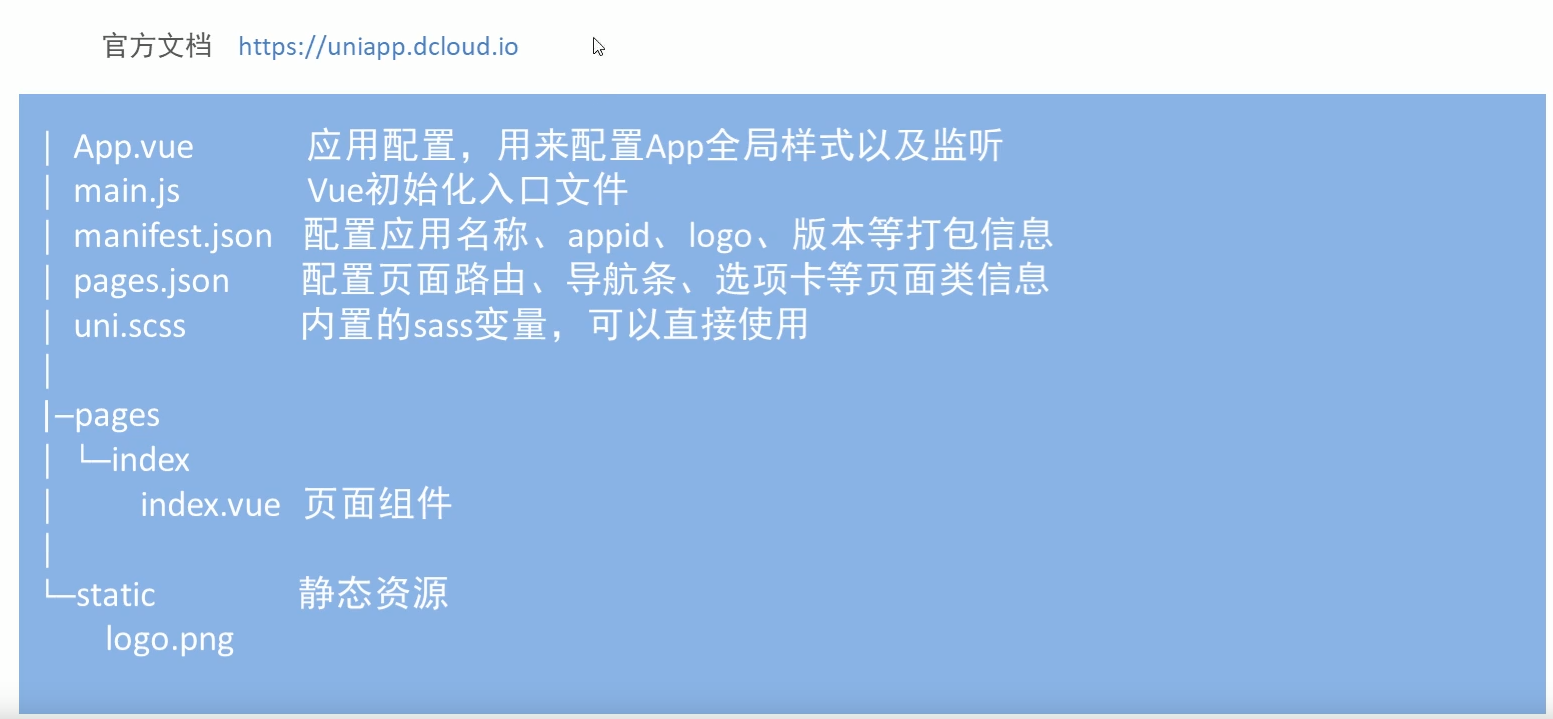 官方文档 https://uniapp.dcloud.io
│ App.vue 应用配置，用来配置App全局样式以及监听
│ main.js Vue初始化入口文件
│ manifest.json 配置应用名称、appid、logo、版本等打包信息
│ pages.json 配置页面路由、导航条、选项卡等页面类信息
│ uni.scss 内置的sass变量，可以直接使用
│
|–pages
│ └─index
│ index.vue 页面组件
│
└─static 静态资源
logo.png